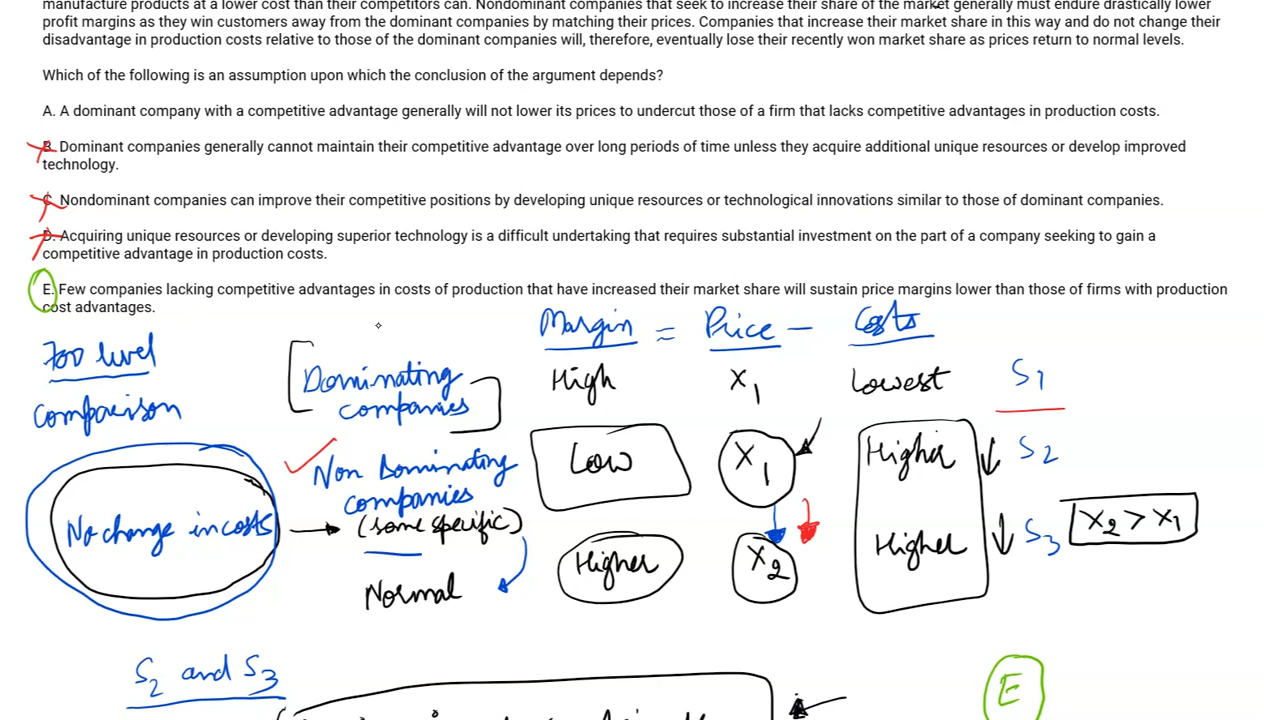 manufacture products at a lower cost than their competitors can. Nondominant companies that seek to increase their share of the market generally must endure drastically lower
profit margins as they win customers away from the dominant companies by matching their prices. Companies that increase their market share in this way and do not change their
disadvantage in production costs relative to those of the dominant companies will, therefore, eventually lose their recently won market share as prices return to normal levels.
Which of the following is an assumption upon which the conclusion of the argument depends?
A. A dominant company with a competitive advantage generally will not lower its prices to undercut those of a firm that lacks competitive advantages in production costs.
B. Dominant companies generally cannot maintain their competitive advantage over long periods of time unless they acquire additional unique resources or develop improved
technology.
C. Nondominant companies can improve their competitive positions by developing unique resources or technological innovations similar to those of dominant companies.
D. Acquiring unique resources or developing superior technology is a difficult undertaking that requires substantial investment on the part of a company seeking to gain a
competitive advantage in production costs.
E. Few companies lacking competitive advantages in costs of production that have increased their market share will sustain price margins lower than those of firms with production
cost advantages.
Margin = Price - Costs
700 level
comparison
Dominating
companies
High X1 Lowest S1
Non Dominating
companies
(some specific)
Low X1 Higher ↓ S2
No change in costs
Normal
Higher X2 Higher ↓ S3
X2 > X1
S2 and S3
E